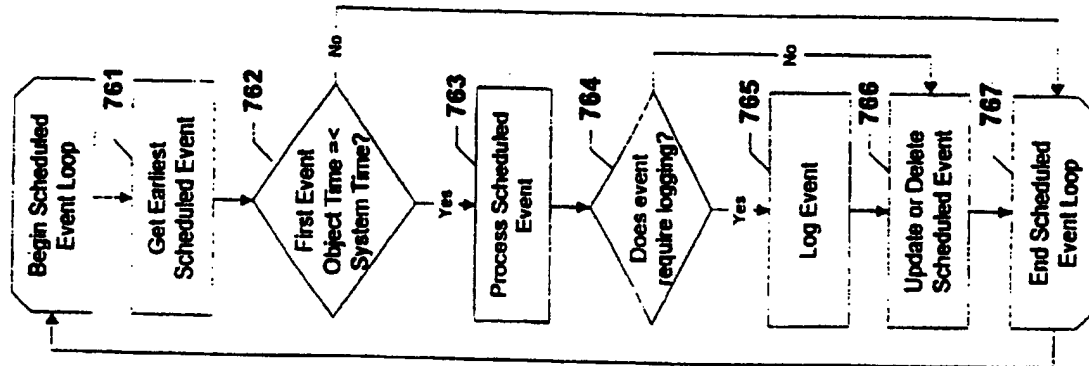 Begin Scheduled
Event Loop
761
Get Earliest
Scheduled Event
762
First Event
Object Time =<
System Time?
No
Yes
763
Process Scheduled
Event
764
Does event
require logging?
No
Yes
765
Log Event
766
Update or Delete
Scheduled Event
767
End Scheduled
Event Loop